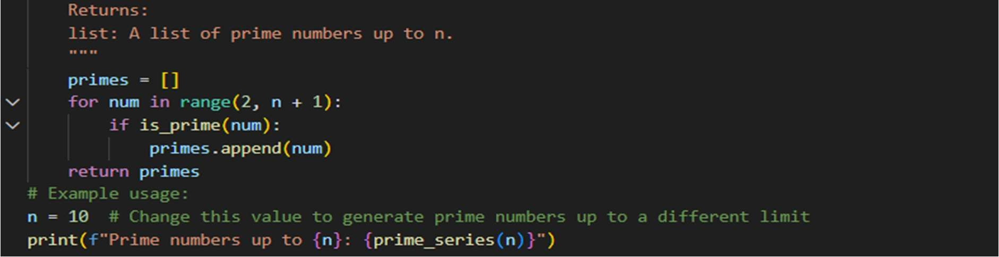 Returns:
list: A list of prime numbers up to n.
"""
primes = []
for num in range(2, n + 1):
if is_prime(num):
primes.append(num)
return primes
# Example usage:
n = 10  # Change this value to generate prime numbers up to a different limit
print(f"Prime numbers up to {n}: {prime_series(n)}")